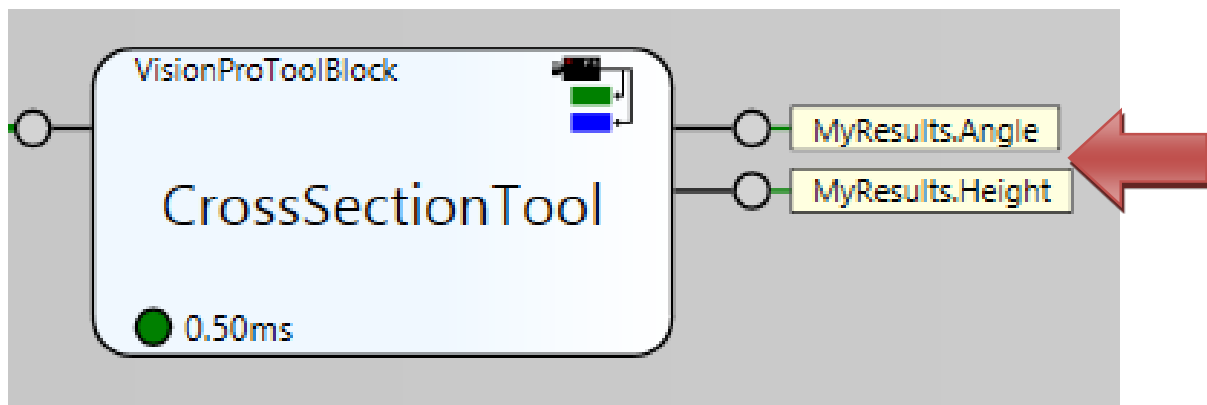 VisionProToolBlock
MyResults.Angle
MyResults.Height
CrossSectionTool
0.50ms